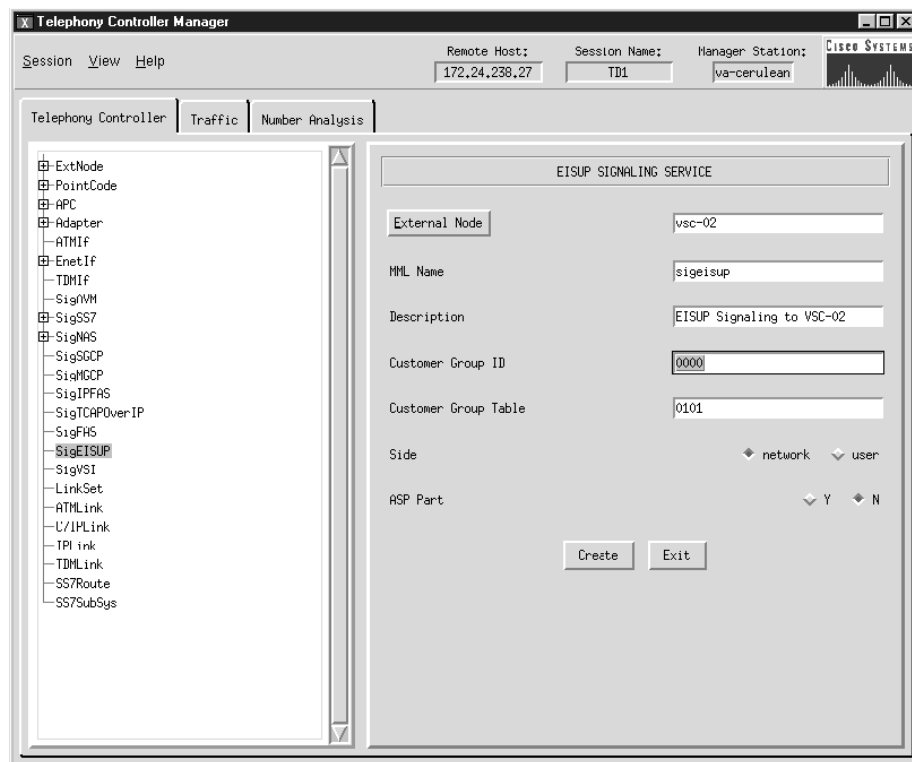 X Telephony Controller Manager
Session View Help
Remote Host: Session Name: Manager Station:
172.24.238.27 TD1 va-cerulean
CISCO SYSTEMS
Telephony Controller Traffic Number Analysis
ExtNode
PointCode
APC
Adapter
ATMIf
EnetIf
TDMIf
SigAVM
SigSS7
SigNAS
SigSGCP
SigMGCP
SigIPFAS
SigTCAPOverIP
SigFAS
SigEISUP
SigVSI
LinkSet
ATMLink
C7IPLink
IPLink
TDMLink
SS7Route
SS7SubSys
EISUP SIGNALING SERVICE
External Node vsc-02
MML Name sigeisup
Description EISUP Signaling to VSC-02
Customer Group ID 0000
Customer Group Table 0101
Side network user
ASP Part Y N
Create Exit